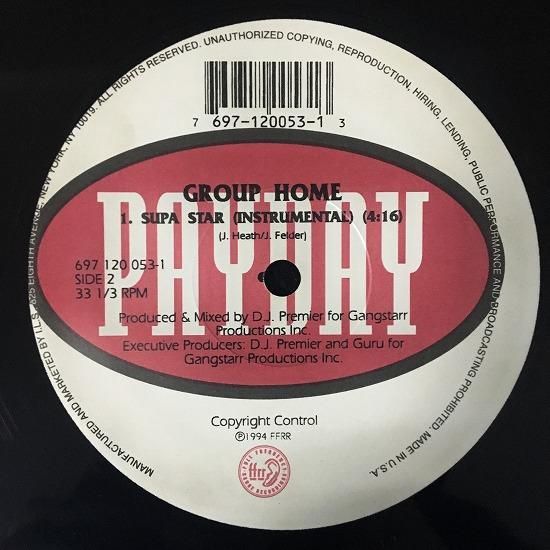 MANUFACTURED AND MARKETED BY I.L.S. 825 EIGHTH AVENUE, NEW YORK, NY 10019. ALL RIGHTS RESERVED. UNAUTHORIZED COPYING, REPRODUCTION, HIRING, LENDING, PUBLIC PERFORMANCE AND BROADCASTING PROHIBITED. MADE IN U.S.A.
7 697-120053-1 3
PAYDAY
GROUP HOME
1. SUPA STAR (INSTRUMENTAL) (4:16)
(J. Heath/J. Felder)
697 120 053-1
SIDE 2
33 1/3 RPM
Produced & Mixed by D.J. Premier for Gangstarr
Productions Inc.
Executive Producers: D.J. Premier and Guru for
Gangstarr Productions Inc.
Copyright Control
℗1994 FFRR
FULL FREQUENCY
ffrr
RANGE RECORDINGS